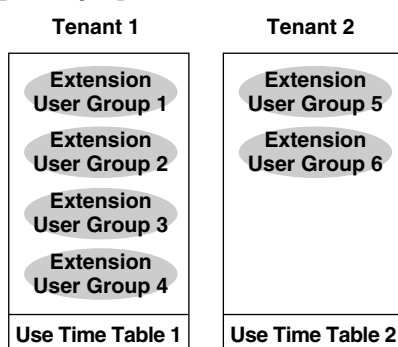 Tenant 1
Extension
User Group 1
Extension
User Group 2
Extension
User Group 3
Extension
User Group 4
Use Time Table 1
Tenant 2
Extension
User Group 5
Extension
User Group 6
Use Time Table 2